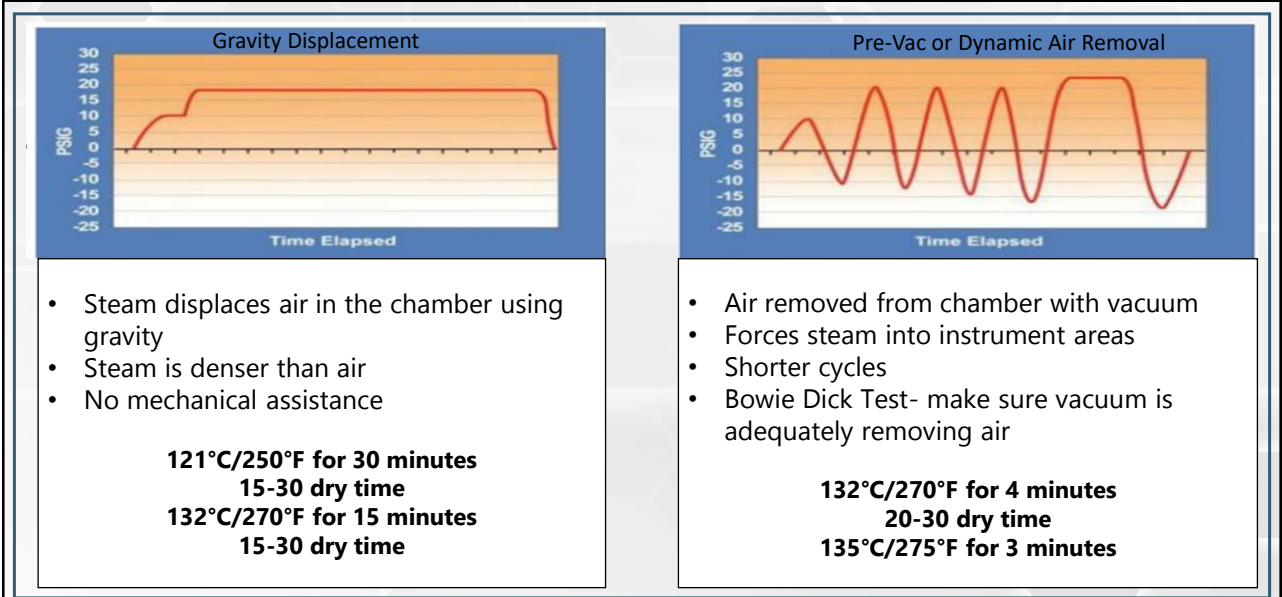 Gravity Displacement
30
25
20
15
10
5
0
-5
-10
-15
-20
-25
PSIG
Time Elapsed
• Steam displaces air in the chamber using
gravity
• Steam is denser than air
• No mechanical assistance
121°C/250°F for 30 minutes
15-30 dry time
132°C/270°F for 15 minutes
15-30 dry time
Pre-Vac or Dynamic Air Removal
30
25
20
15
10
5
0
-5
-10
-15
-20
-25
PSIG
Time Elapsed
• Air removed from chamber with vacuum
• Forces steam into instrument areas
• Shorter cycles
• Bowie Dick Test- make sure vacuum is
adequately removing air
132°C/270°F for 4 minutes
20-30 dry time
135°C/275°F for 3 minutes